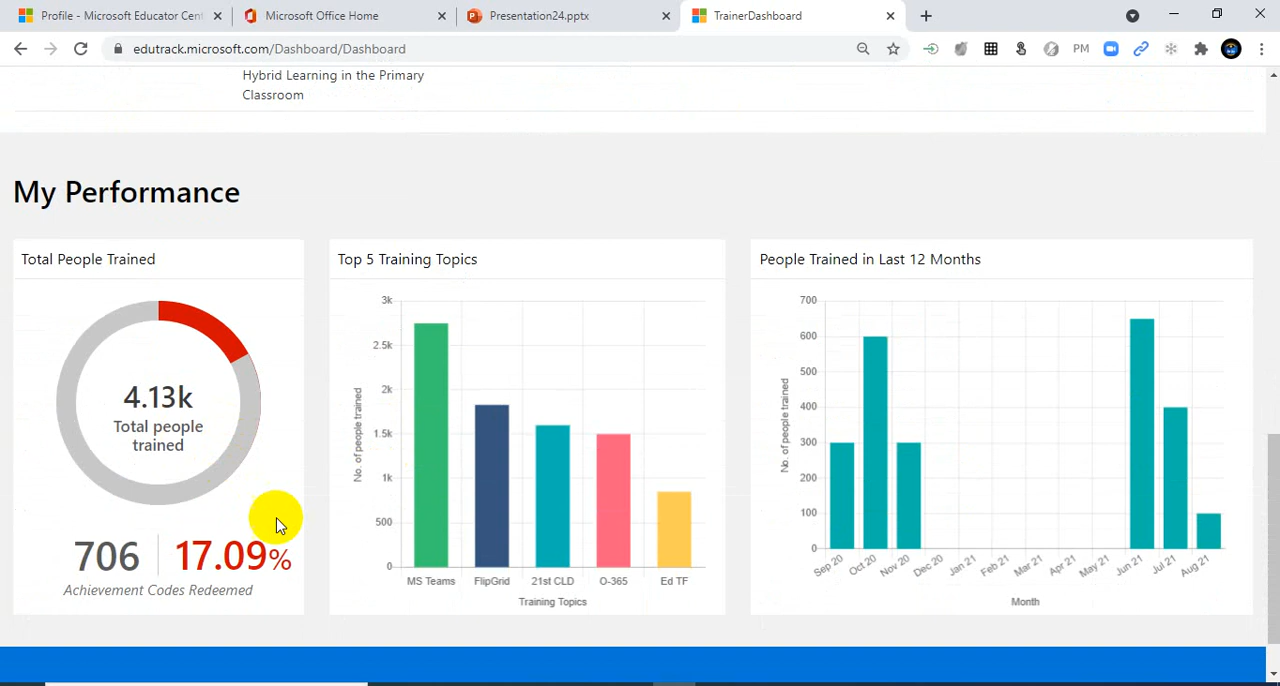 Profile - Microsoft Educator Cent
Microsoft Office Home
Presentation24.pptx
TrainerDashboard
edutrack.microsoft.com/Dashboard/Dashboard
PM
Hybrid Learning in the Primary
Classroom
My Performance
Total People Trained
4.13k
Total people
trained
706
17.09%
Achievement Codes Redeemed
Top 5 Training Topics
3k
2.5k
2k
1.5k
1k
500
0
No. of people trained
MS Teams
FlipGrid
21st CLD
O-365
Ed TF
Training Topics
People Trained in Last 12 Months
700
600
500
400
300
200
100
0
No. of people trained
Sep 20
Oct 20
Nov 20
Dec 20
Jan 21
Feb 21
Mar 21
Apr 21
May 21
Jun 21
Jul 21
Aug 21
Month